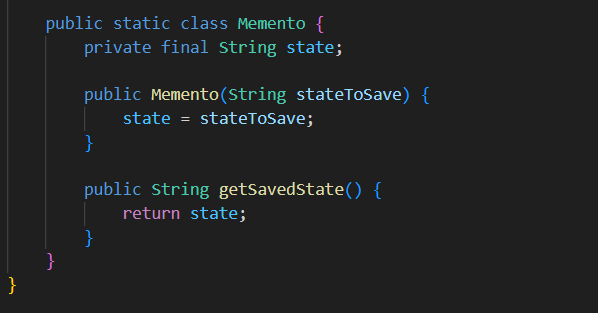 public static class Memento {
private final String state;
public Memento(String stateToSave) {
state = stateToSave;
}
public String getSavedState() {
return state;
}
}
}